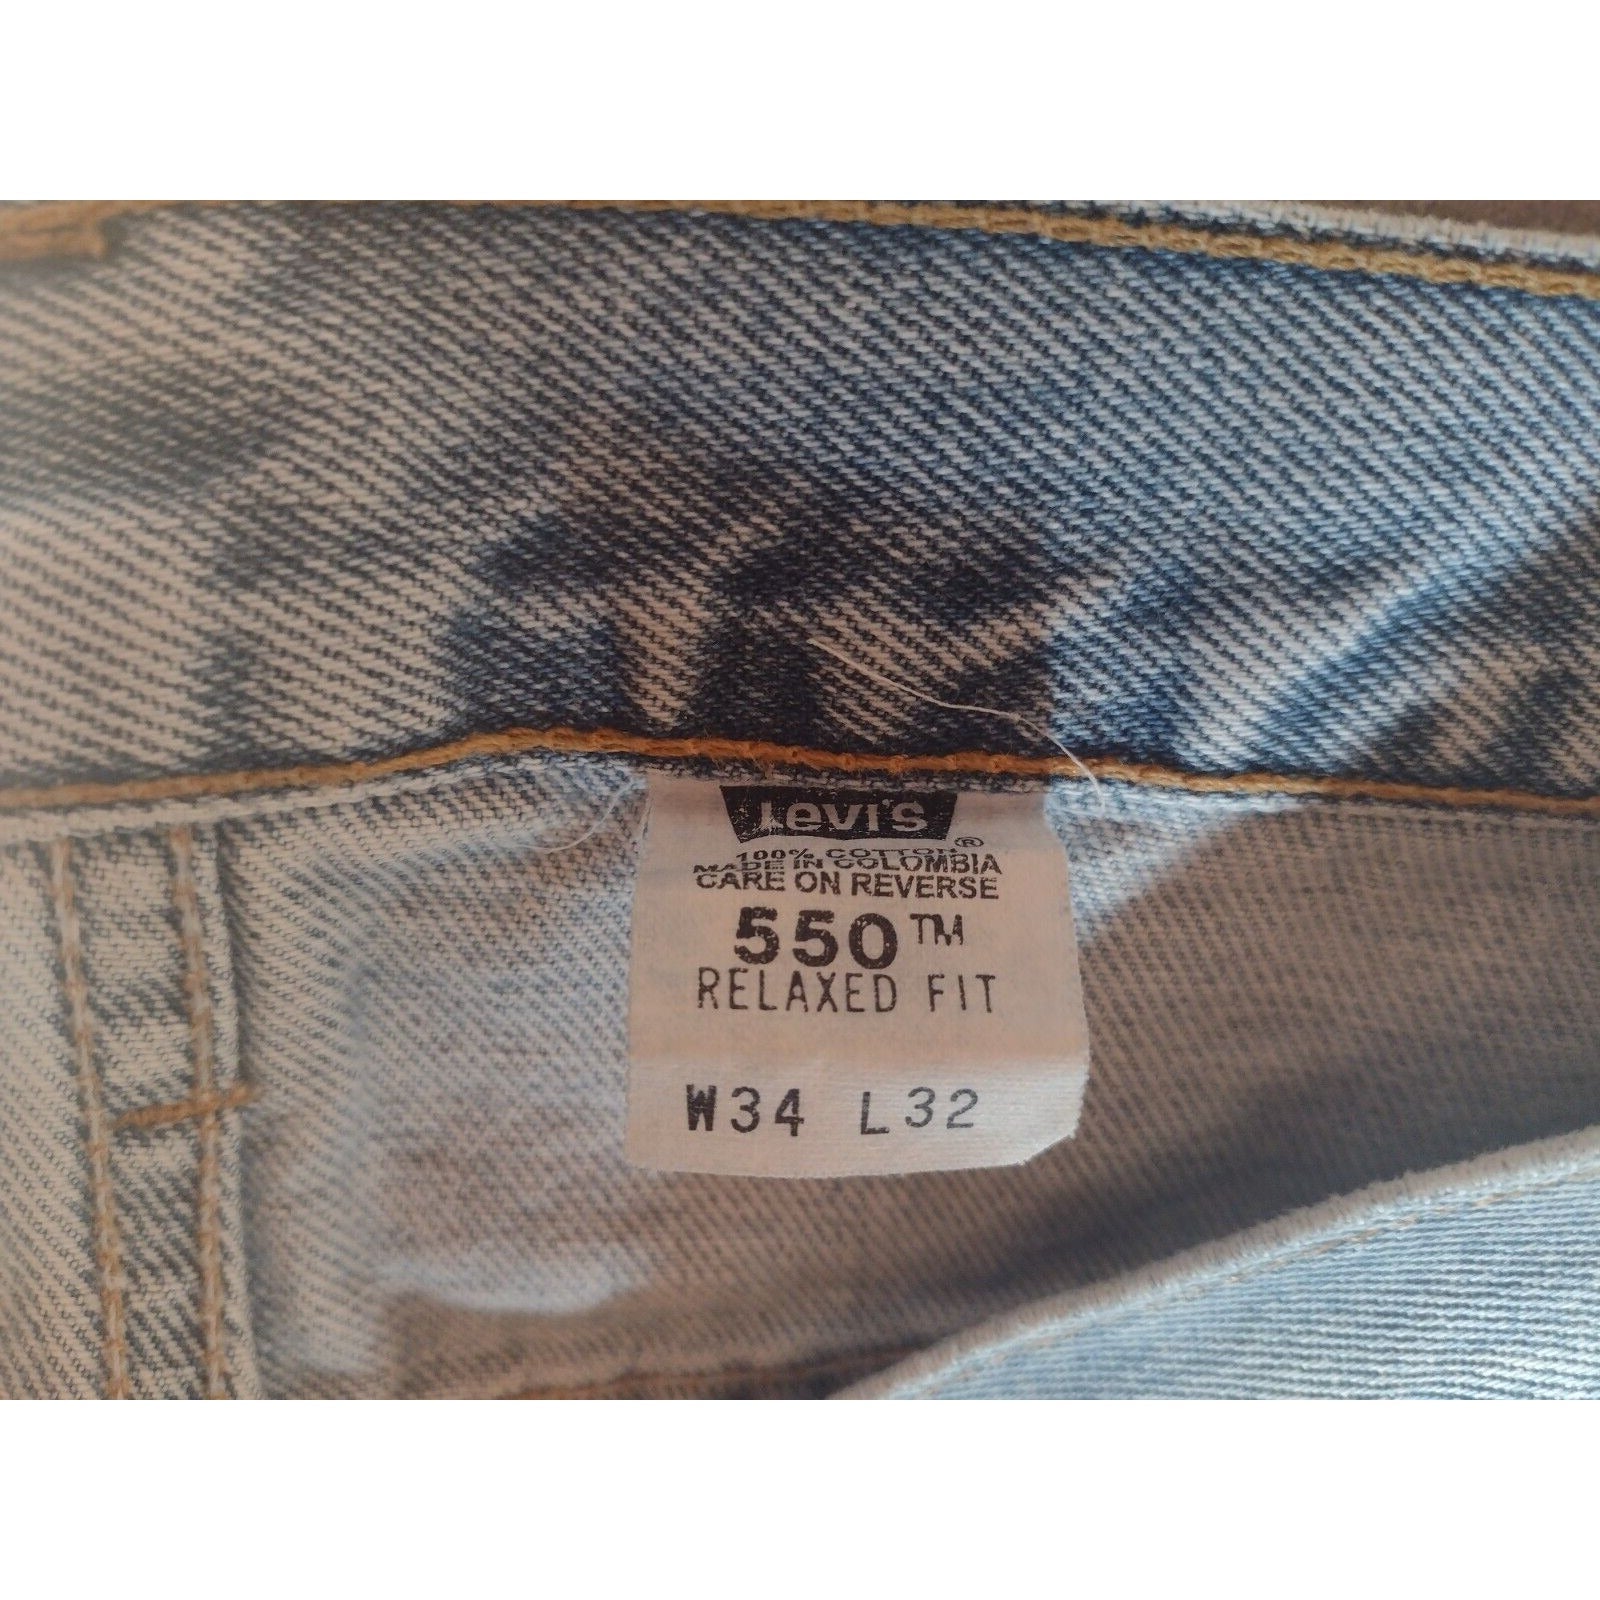 Levi's ®
100% COTTON
MADE IN COLOMBIA
CARE ON REVERSE
550™
RELAXED FIT
W34 L32